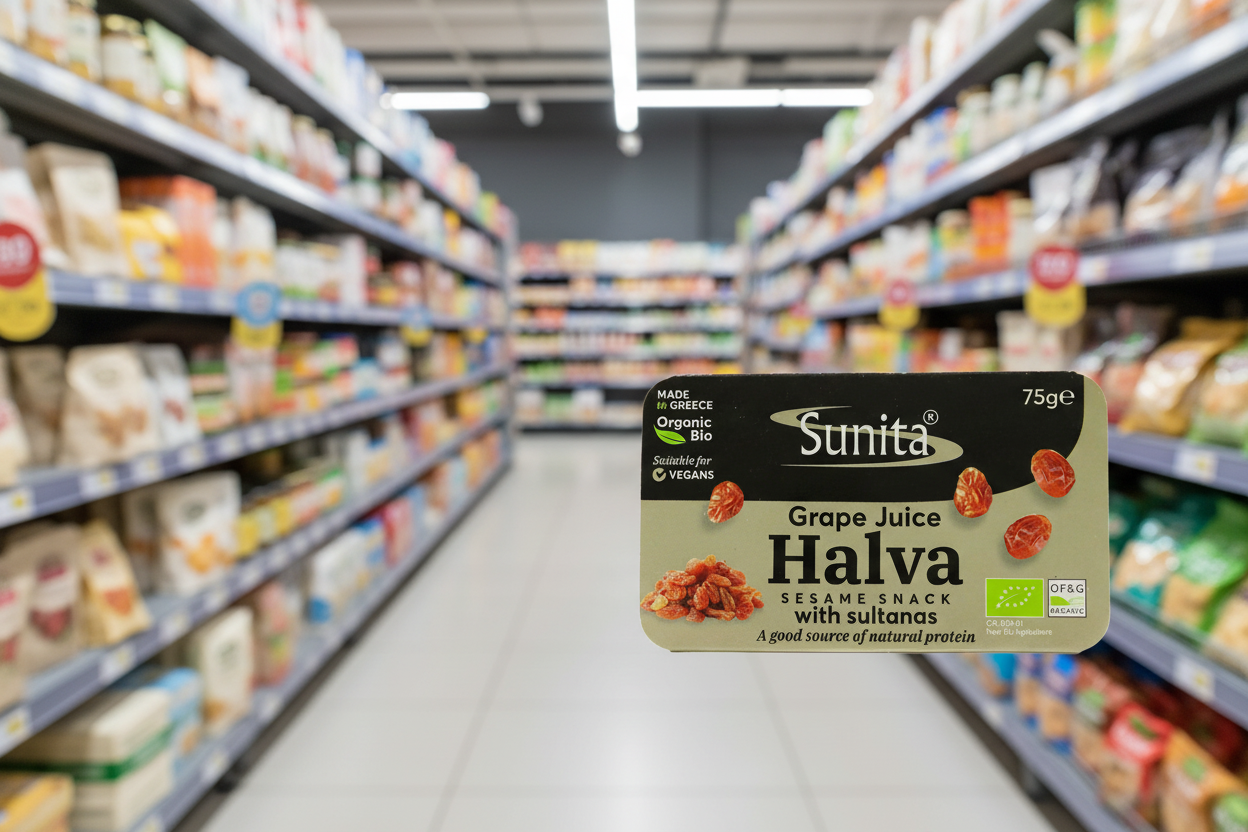 MADE
in GREECE
Organic
Bio
Suitable for
VEGANS
Sunita®
75g℮
Grape Juice
Halva
SESAME SNACK
with sultanas
A good source of natural protein
OF&G